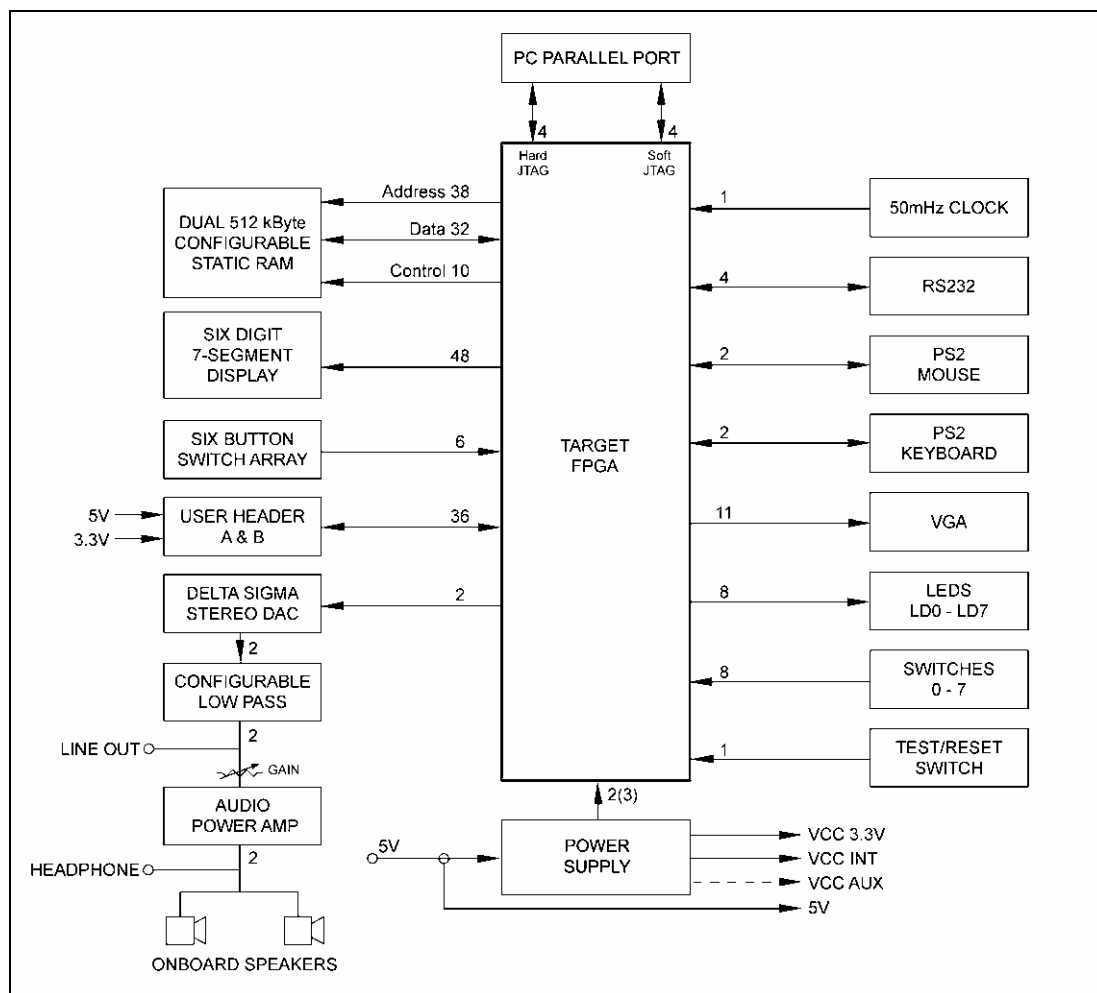 PC PARALLEL PORT
4
4
Hard
JTAG
Soft
JTAG
DUAL 512 kByte
CONFIGURABLE
STATIC RAM
Address 38
Data 32
Control 10
SIX DIGIT
7-SEGMENT
DISPLAY
48
SIX BUTTON
SWITCH ARRAY
6
5V
3.3V
USER HEADER
A & B
36
DELTA SIGMA
STEREO DAC
2
2
CONFIGURABLE
LOW PASS
2
LINE OUT
GAIN
AUDIO
POWER AMP
2
HEADPHONE
ONBOARD SPEAKERS
TARGET
FPGA
1
50mHz CLOCK
4
RS232
2
PS2
MOUSE
2
PS2
KEYBOARD
11
VGA
8
LEDS
LD0 - LD7
8
SWITCHES
0 - 7
1
TEST/RESET
SWITCH
2(3)
5V
POWER
SUPPLY
VCC 3.3V
VCC INT
VCC AUX
5V